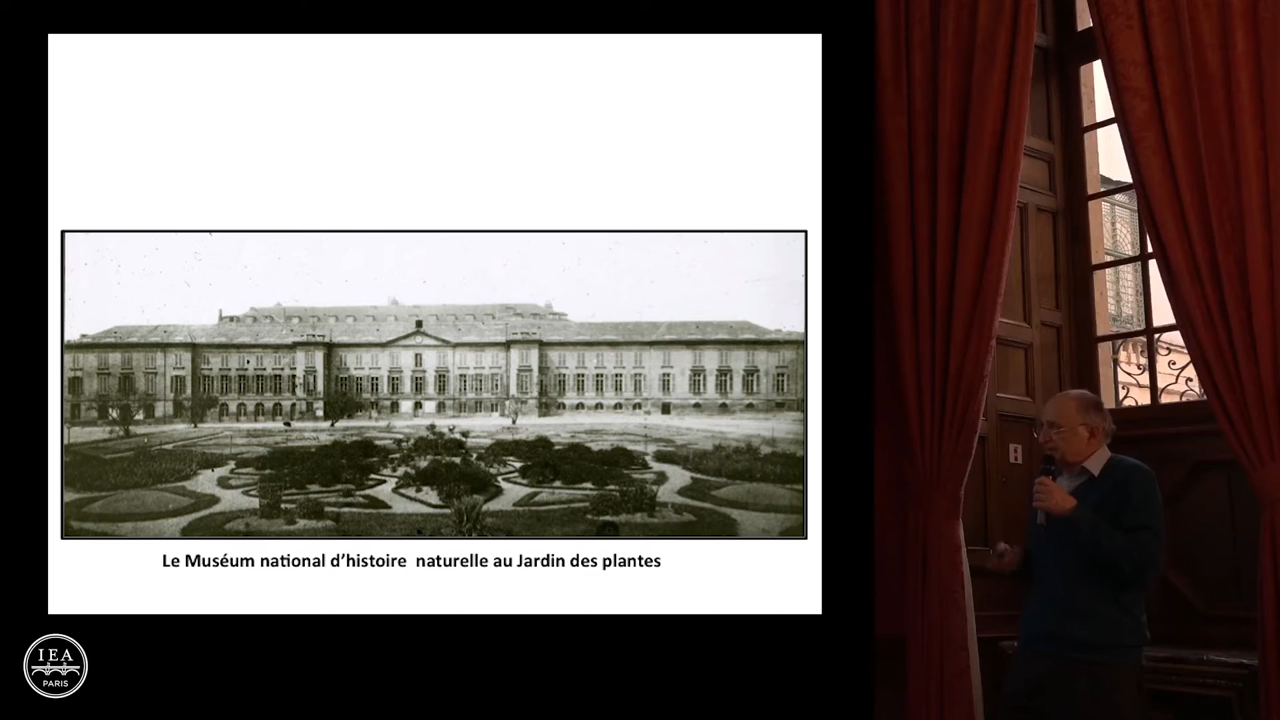 Le Muséum national d’histoire  naturelle au Jardin des plantes
IEA
PARIS